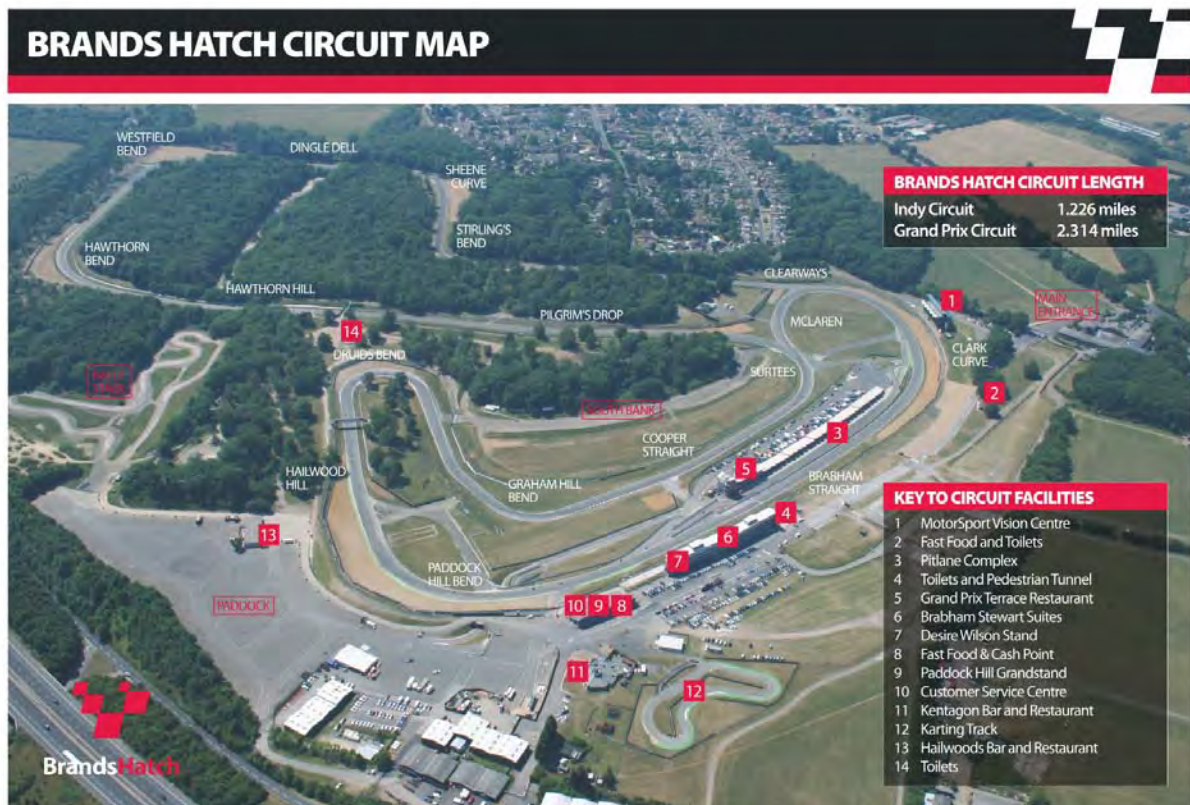 BRANDS HATCH CIRCUIT MAP
WESTFIELD
BEND
DINGLE DELL
SHEENE
CURVE
STIRLING'S
BEND
HAWTHORN
BEND
HAWTHORN HILL
PILGRIM'S DROP
CLEARWAYS
MCLAREN
BRANDS HATCH CIRCUIT LENGTH
Indy Circuit 1.226 miles
Grand Prix Circuit 2.314 miles
1
MAIN
ENTRANCE
14
DRUIDS BEND
SURTEES
CLARK
CURVE
2
SOUTH BANK
3
COOPER
STRAIGHT
HAILWOOD
HILL
GRAHAM HILL
BEND
5
BRABHAM
STRAIGHT
4
6
13
PADDOCK
HILL BEND
7
PADDOCK
10 9 8
11
12
KEY TO CIRCUIT FACILITIES
1 MotorSport Vision Centre
2 Fast Food and Toilets
3 Pitlane Complex
4 Toilets and Pedestrian Tunnel
5 Grand Prix Terrace Restaurant
6 Brabham Stewart Suites
7 Desire Wilson Stand
8 Fast Food & Cash Point
9 Paddock Hill Grandstand
10 Customer Service Centre
11 Kentagon Bar and Restaurant
12 Karting Track
13 Hailwoods Bar and Restaurant
14 Toilets
BrandsHatch